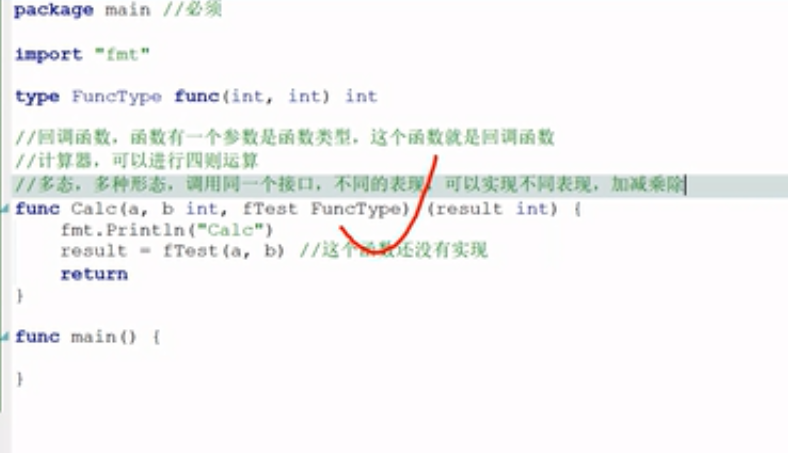 package main //必须
import "fmt"
type FuncType func(int, int) int
//回调函数，函数有一个参数是函数类型，这个函数就是回调函数
//计算器，可以进行四则运算
//多态，多种形态，调用同一个接口，不同的表现，可以实现不同表现，加减乘除
func Calc(a, b int, fTest FuncType) (result int) {
fmt.Println("Calc")
result = fTest(a, b) //这个函数还没有实现
return
}
func main() {
}